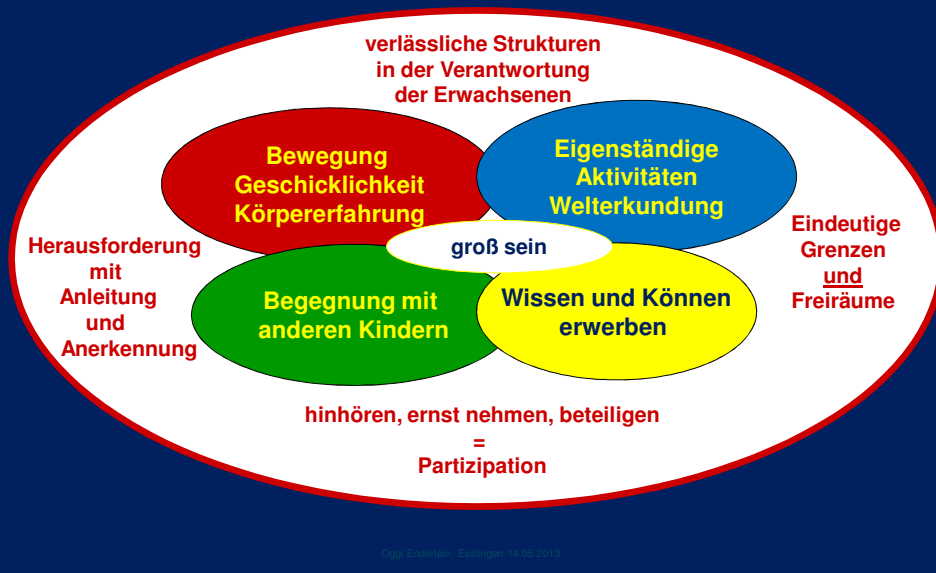 verlässliche Strukturen
in der Verantwortung
der Erwachsenen
Bewegung
Geschicklichkeit
Körpererfahrung
Eigenständige
Aktivitäten
Welterkundung
Herausforderung
mit
Anleitung
und
Anerkennung
groß sein
Eindeutige
Grenzen
und
Freiräume
Begegnung mit
anderen Kindern
Wissen und Können
erwerben
hinhören, ernst nehmen, beteiligen
=
Partizipation
Oggi Enderlein, Esslingen 14.05.2013